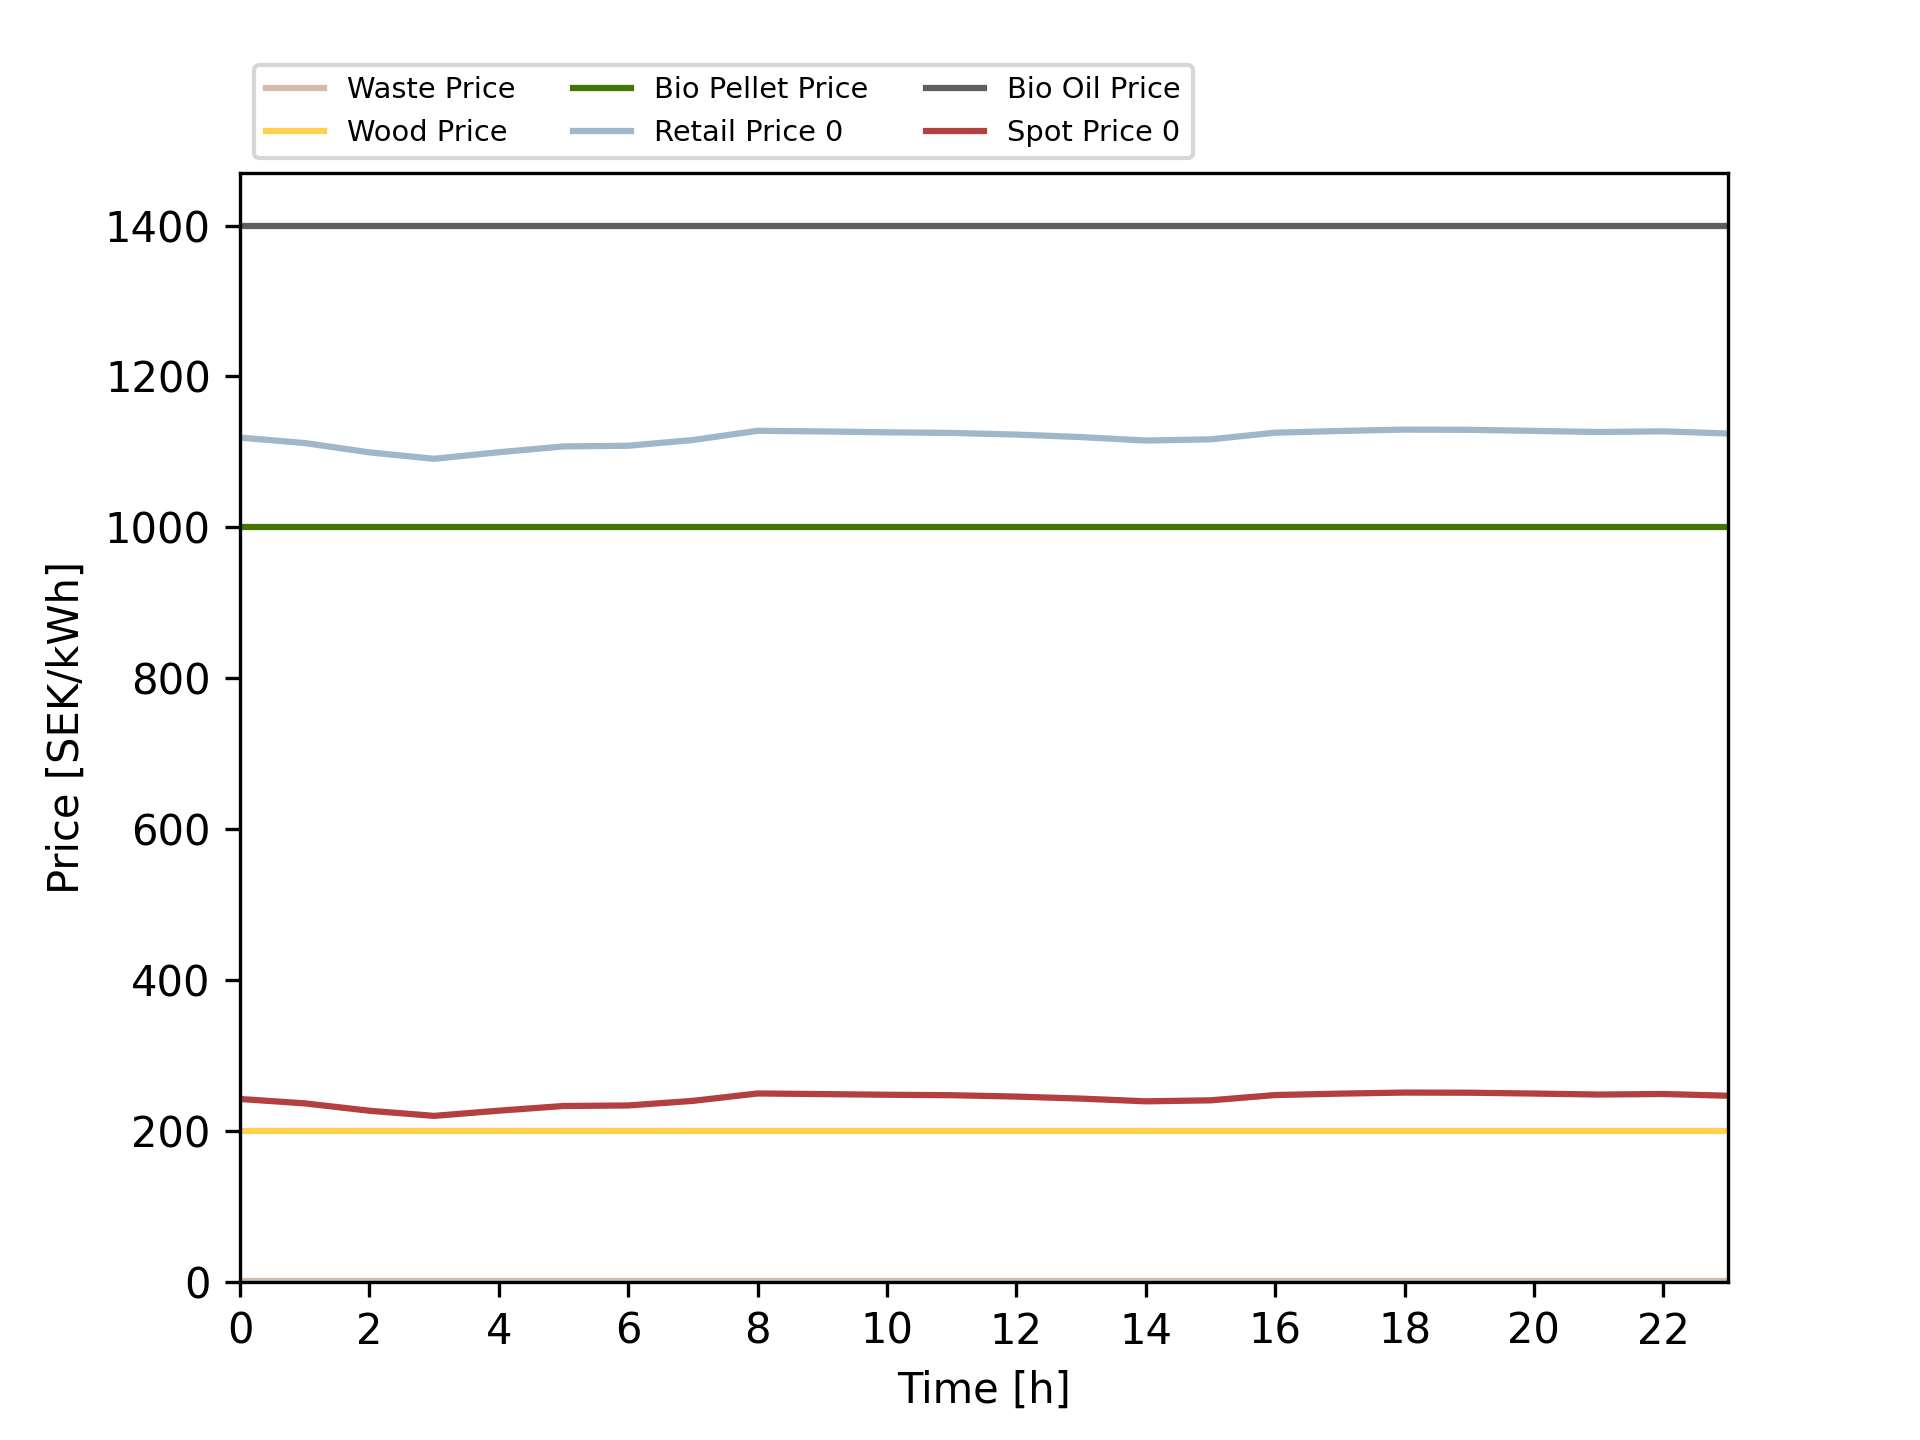 Waste Price Bio Pellet Price Bio Oil Price
Wood Price Retail Price 0 Spot Price 0
1400
1200
1000
800
600
400
200
0
Price [SEK/kWh]
0 2 4 6 8 10 12 14 16 18 20 22
Time [h]